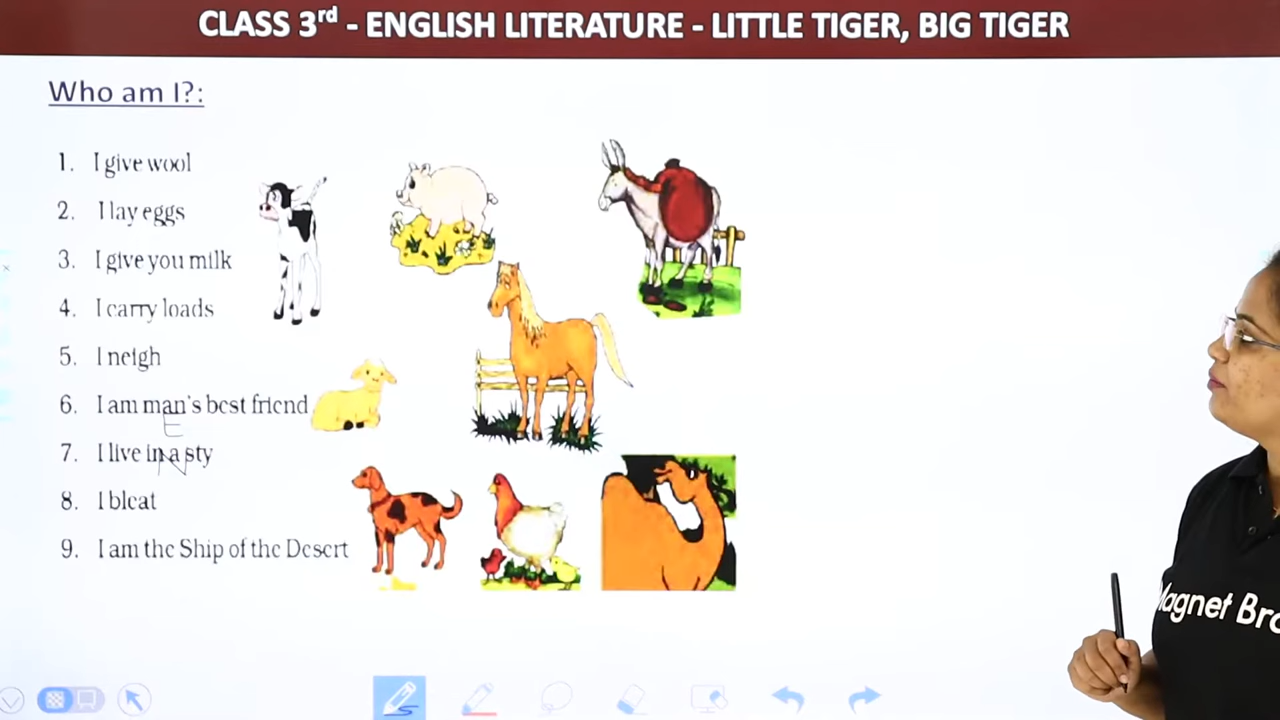 CLASS 3rd - ENGLISH LITERATURE - LITTLE TIGER, BIG TIGER
Who am I?:
1. I give wool
2. I lay eggs
3. I give you milk
4. I carry loads
5. I neigh
6. I am man's best friend
E
7. I live in a sty
N
8. I bleat
9. I am the Ship of the Desert
Magnet Bro